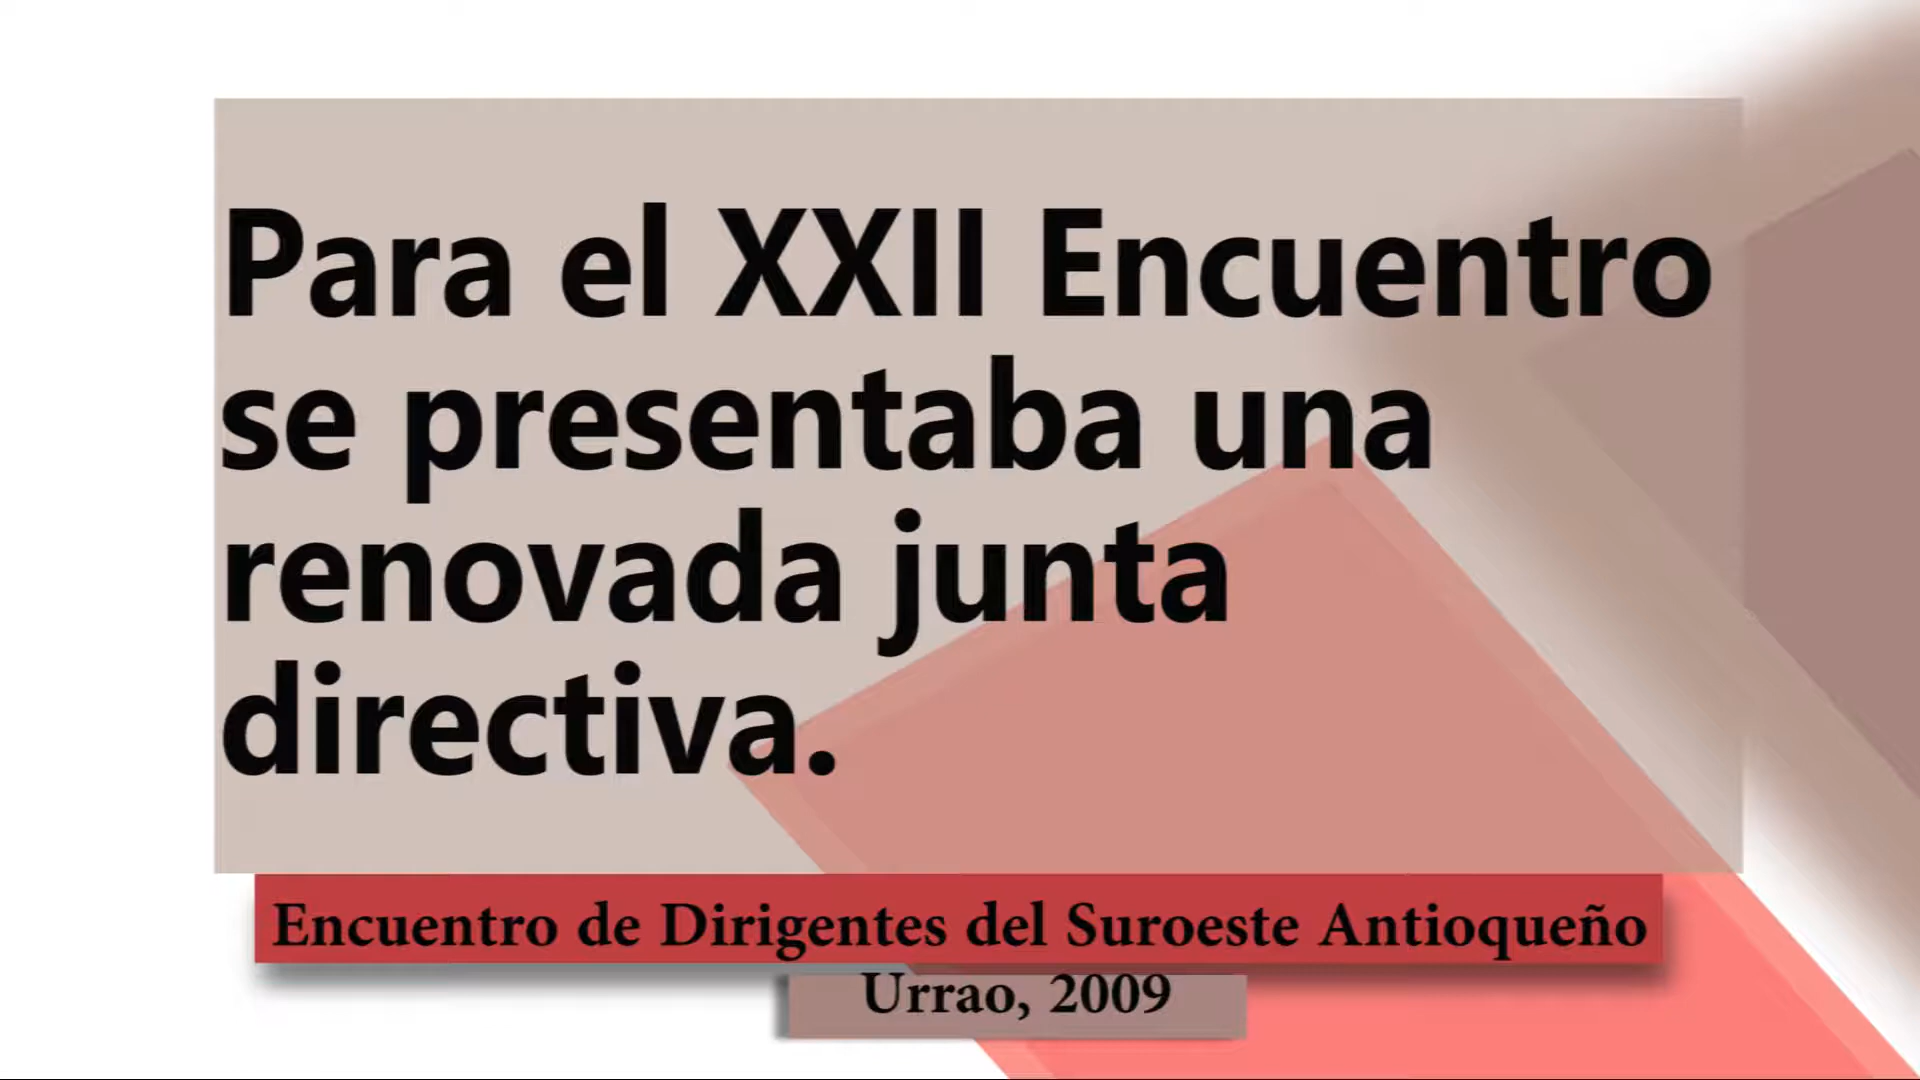 Para el XXII Encuentro
se presentaba una
renovada junta
directiva.
Encuentro de Dirigentes del Suroeste Antioqueño
Urrao, 2009